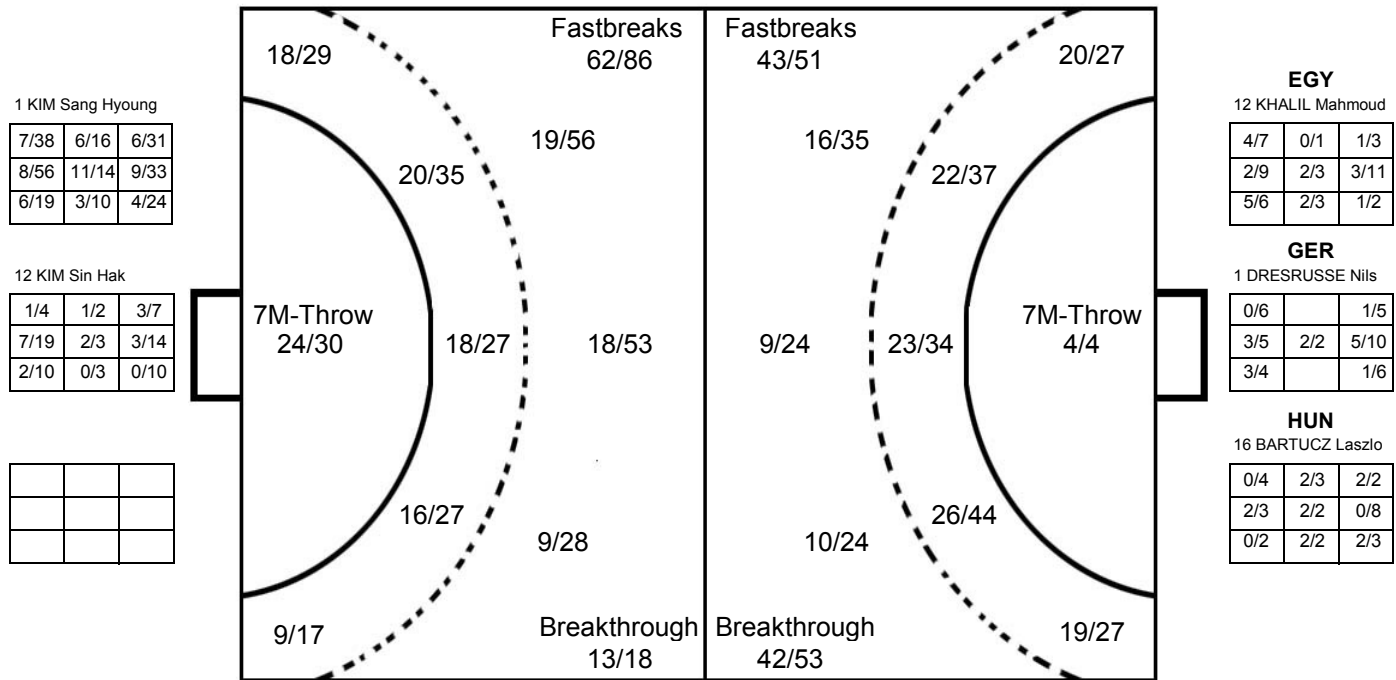 1 KIM Sang Hyoung
7/38 6/16 6/31
8/56 11/14 9/33
6/19 3/10 4/24
12 KIM Sin Hak
1/4 1/2 3/7
7/19 2/3 3/14
2/10 0/3 0/10
18/29
Fastbreaks
62/86
19/56
20/35
7M-Throw
24/30
18/27
18/53
16/27
9/28
9/17
Breakthrough
13/18
Fastbreaks
43/51
20/27
16/35
22/37
9/24
23/34
7M-Throw
4/4
26/44
10/24
Breakthrough
42/53
19/27
EGY
12 KHALIL Mahmoud
4/7 0/1 1/3
2/9 2/3 3/11
5/6 2/3 1/2
GER
1 DRESRUSSE Nils
0/6 1/5
3/5 2/2 5/10
3/4 1/6
HUN
16 BARTUCZ Laszlo
0/4 2/3 2/2
2/3 2/2 0/8
0/2 2/2 2/3